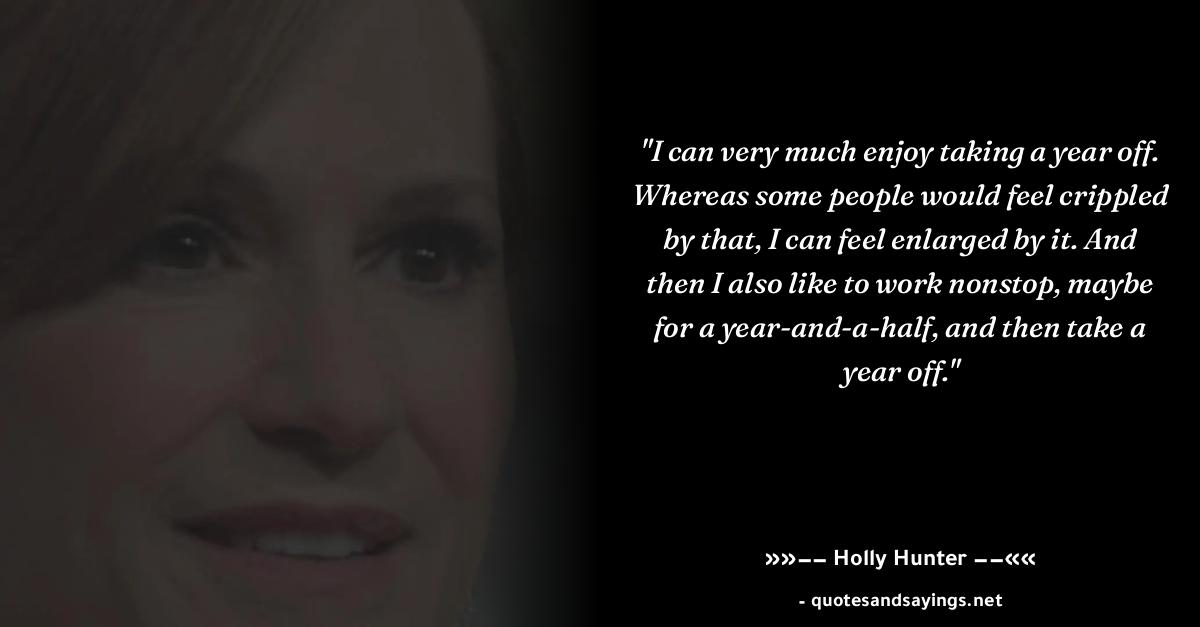 "I can very much enjoy taking a year off.
Whereas some people would feel crippled
by that, I can feel enlarged by it. And
then I also like to work nonstop, maybe
for a year-and-a-half, and then take a
year off."
»»−− Holly Hunter −−««
- quotesandsayings.net